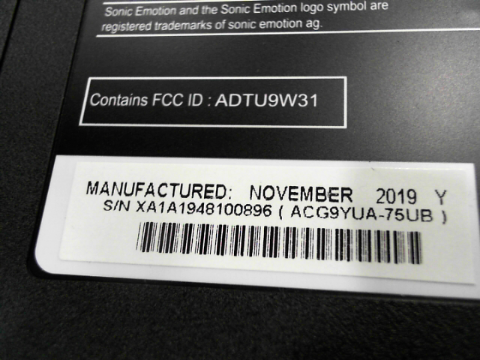 Sonic Emotion and the Sonic Emotion logo symbol are
registered trademarks of sonic emotion ag.
Contains FCC ID : ADTU9W31
MANUFACTURED: NOVEMBER 2019 Y
S/N XA1A1948100896 ( ACG9YUA-75UB )